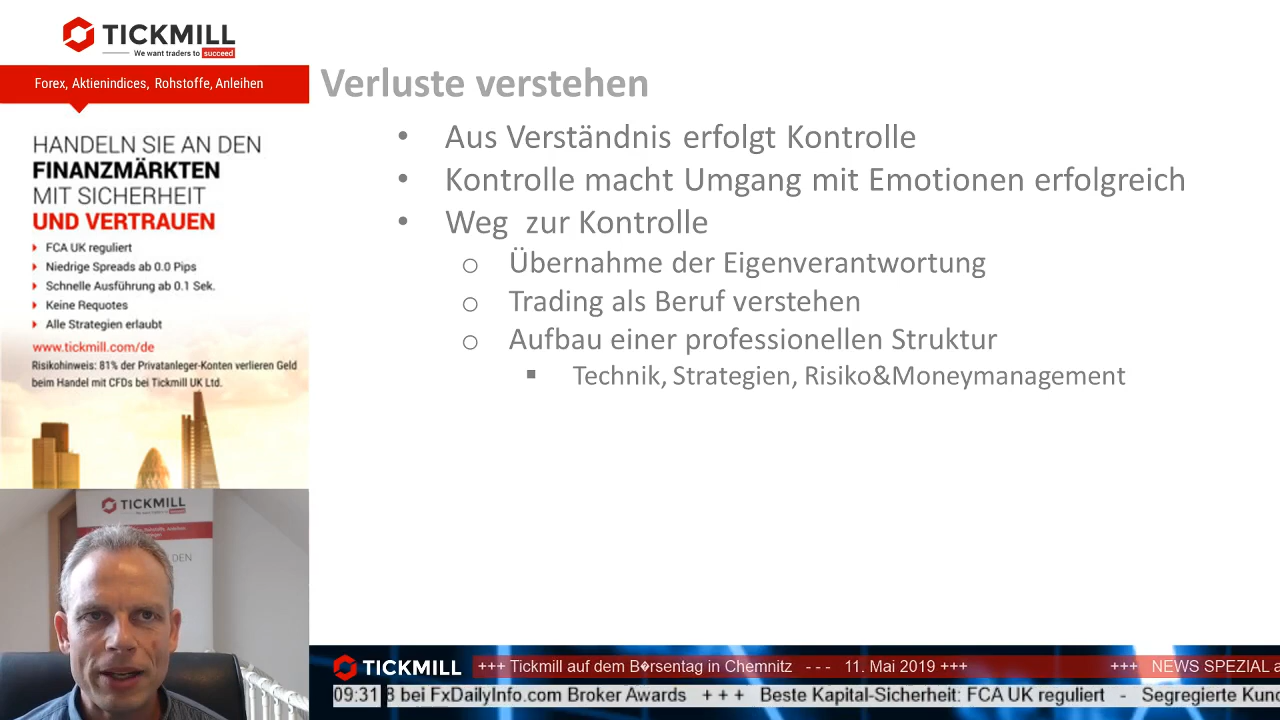 TICKMILL
We want traders to succeed
Forex, Aktienindices, Rohstoffe, Anleihen
HANDELN SIE AN DEN
FINANZMÄRKTEN
MIT SICHERHEIT
UND VERTRAUEN
FCA UK reguliert
Niedrige Spreads ab 0.0 Pips
Schnelle Ausführung ab 0.1 Sek.
Keine Requotes
Alle Strategien erlaubt
www.tickmill.com/de
Risikohinweis: 81% der Privatanleger-Konten verlieren Geld
beim Handel mit CFDs bei Tickmill UK Ltd.
TICKMILL
Verluste verstehen
• Aus Verständnis erfolgt Kontrolle
• Kontrolle macht Umgang mit Emotionen erfolgreich
• Weg zur Kontrolle
o Übernahme der Eigenverantwortung
o Trading als Beruf verstehen
o Aufbau einer professionellen Struktur
▪ Technik, Strategien, Risiko&Moneymanagement
TICKMILL
+++ Tickmill auf dem B�rsentag in Chemnitz - - - 11. Mai 2019 +++ +++ NEWS SPEZIAL a
09:31 8 bei FxDailyInfo.com Broker Awards + + + Beste Kapital-Sicherheit: FCA UK reguliert - Segregierte Kund